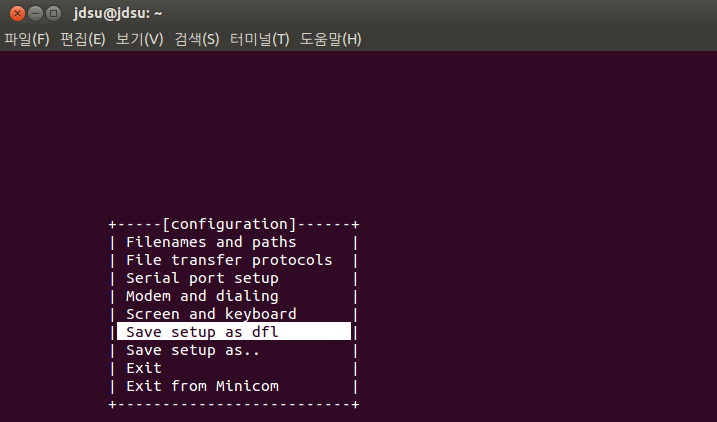 jdsu@jdsu: ~
파일(F) 편집(E) 보기(V) 검색(S) 터미널(T) 도움말(H)
+-----[configuration]------+
| Filenames and paths      |
| File transfer protocols  |
| Serial port setup        |
| Modem and dialing        |
| Screen and keyboard      |
| Save setup as dfl        |
| Save setup as..          |
| Exit                     |
| Exit from Minicom        |
+--------------------------+